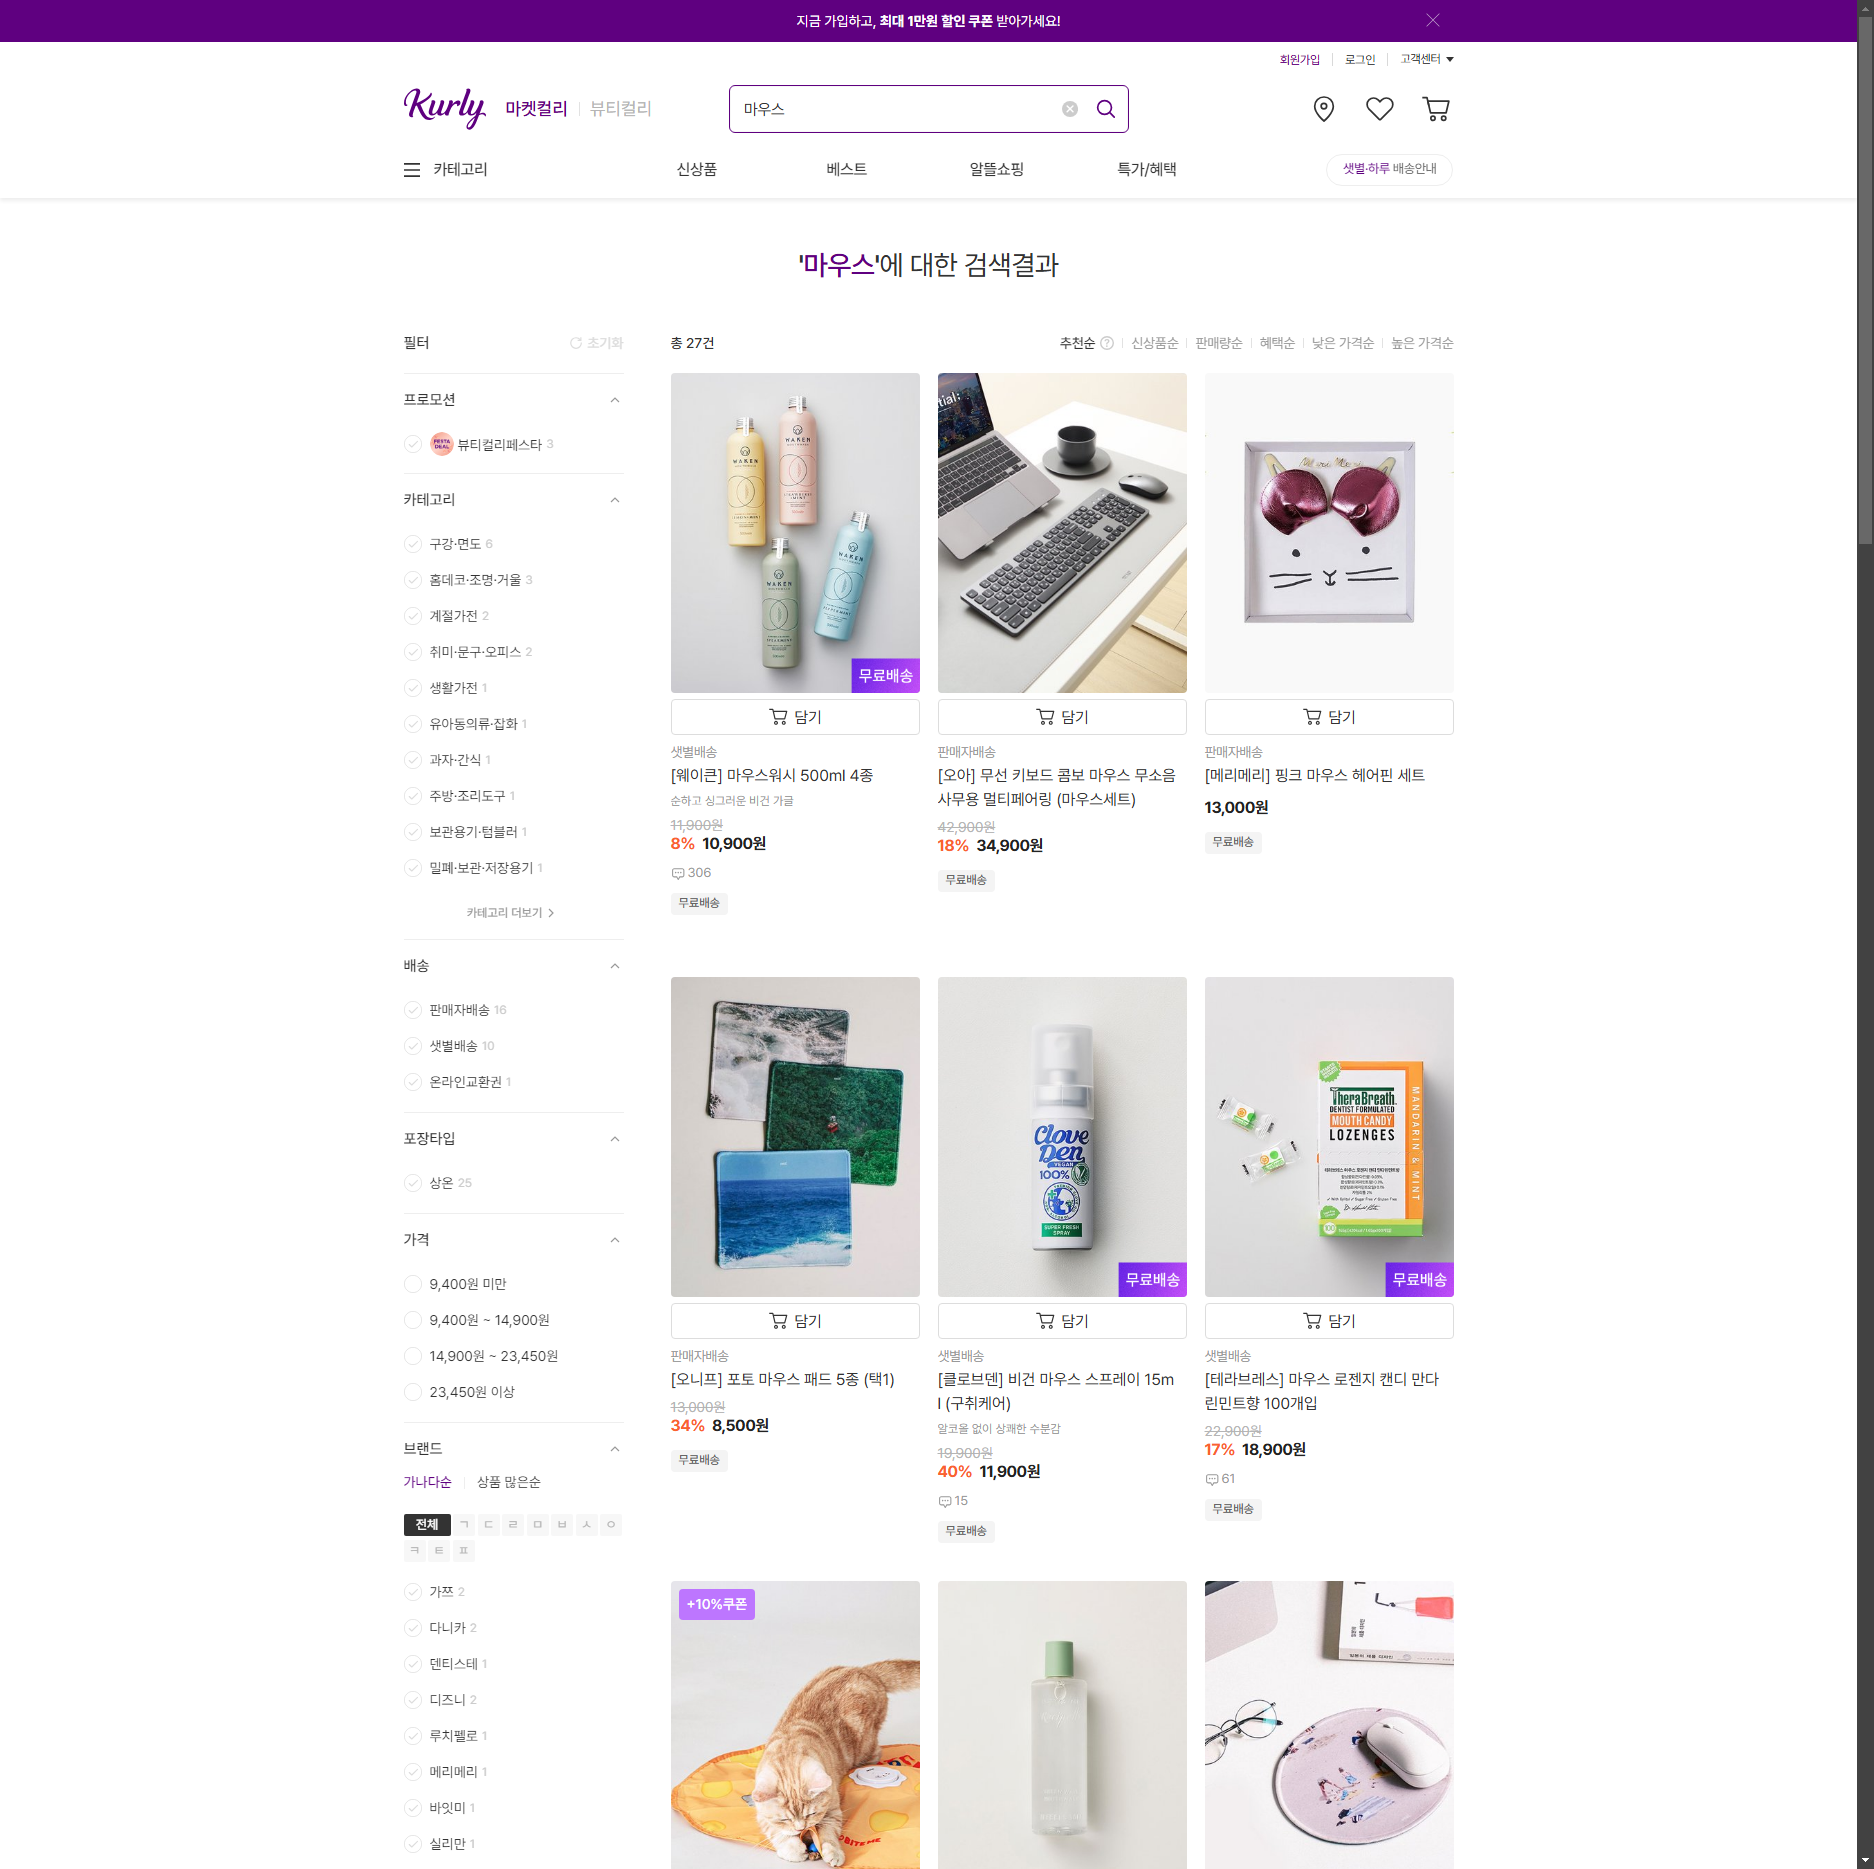 지금 가입하고, 최대 1만원 할인 쿠폰 받아가세요!
회원가입
로그인
고객센터
Kurly
마켓컬리
뷰티컬리
마우스
카테고리
신상품
베스트
알뜰쇼핑
특가/혜택
샛별·하루 배송안내
'마우스'에 대한 검색결과
필터
초기화
총 27건
추천순
신상품순
판매량순
혜택순
낮은 가격순
높은 가격순
프로모션
FESTA DEAL 뷰티컬리페스타 3
카테고리
구강·면도 6
홈데코·조명·거울 3
계절가전 2
취미·문구·오피스 2
생활가전 1
유아동의류·잡화 1
과자·간식 1
주방·조리도구 1
보관용기·텀블러 1
밀폐·보관·저장용기 1
카테고리 더보기
배송
판매자배송 16
샛별배송 10
온라인교환권 1
포장타입
상온 25
가격
9,400원 미만
9,400원 ~ 14,900원
14,900원 ~ 23,450원
23,450원 이상
브랜드
가나다순
상품 많은순
전체 ㄱ ㄷ ㄹ ㅁ ㅂ ㅅ ㅇ
ㅋ ㅌ ㅍ
가쯔 2
다니카 2
덴티스테 1
디즈니 2
루치펠로 1
메리메리 1
바잇미 1
실리만 1
WAKEN
WAKEN
WAKEN
WAKEN
무료배송
담기
샛별배송
[웨이큰] 마우스워시 500ml 4종
순하고 싱그러운 비건 가글
11,900원
8% 10,900원
306
무료배송
tial;
담기
판매자배송
[오아] 무선 키보드 콤보 마우스 무소음
사무용 멀티페어링 (마우스세트)
42,900원
18% 34,900원
무료배송
담기
판매자배송
[메리메리] 핑크 마우스 헤어핀 세트
13,000원
무료배송
담기
판매자배송
[오니프] 포토 마우스 패드 5종 (택1)
13,000원
34% 8,500원
무료배송
Clove
Den
VEGAN
100%
SUPER FRESH
SPRAY
무료배송
담기
샛별배송
[클로브덴] 비건 마우스 스프레이 15m
l (구취케어)
알코올 없이 상쾌한 수분감
19,900원
40% 11,900원
15
무료배송
TheraBreath
DENTIST FORMULATED
MOUTH CANDY
LOZENGES
MANDARIN & MINT
무료배송
담기
샛별배송
[테라브레스] 마우스 로젠지 캔디 만다
린민트향 100개입
22,900원
17% 18,900원
61
무료배송
+10%쿠폰
BITE ME